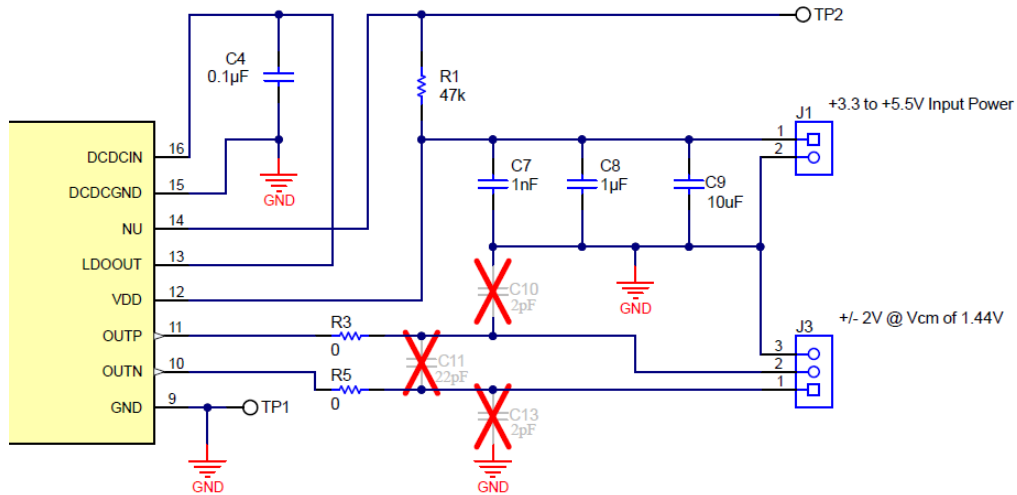 TP2
C4
0.1µF
R1
47k
+3.3 to +5.5V Input Power
J1
1
2
DCDCIN
16
DCDCGND
15
GND
C7
1nF
C8
1µF
C9
10uF
NU
14
LDOOUT
13
VDD
12
GND
C10
2pF
OUTP
11
R3
0
C11
22pF
+/- 2V @ Vcm of 1.44V
J3
3
2
1
OUTN
10
R5
0
C13
2pF
GND
9
TP1
GND
GND